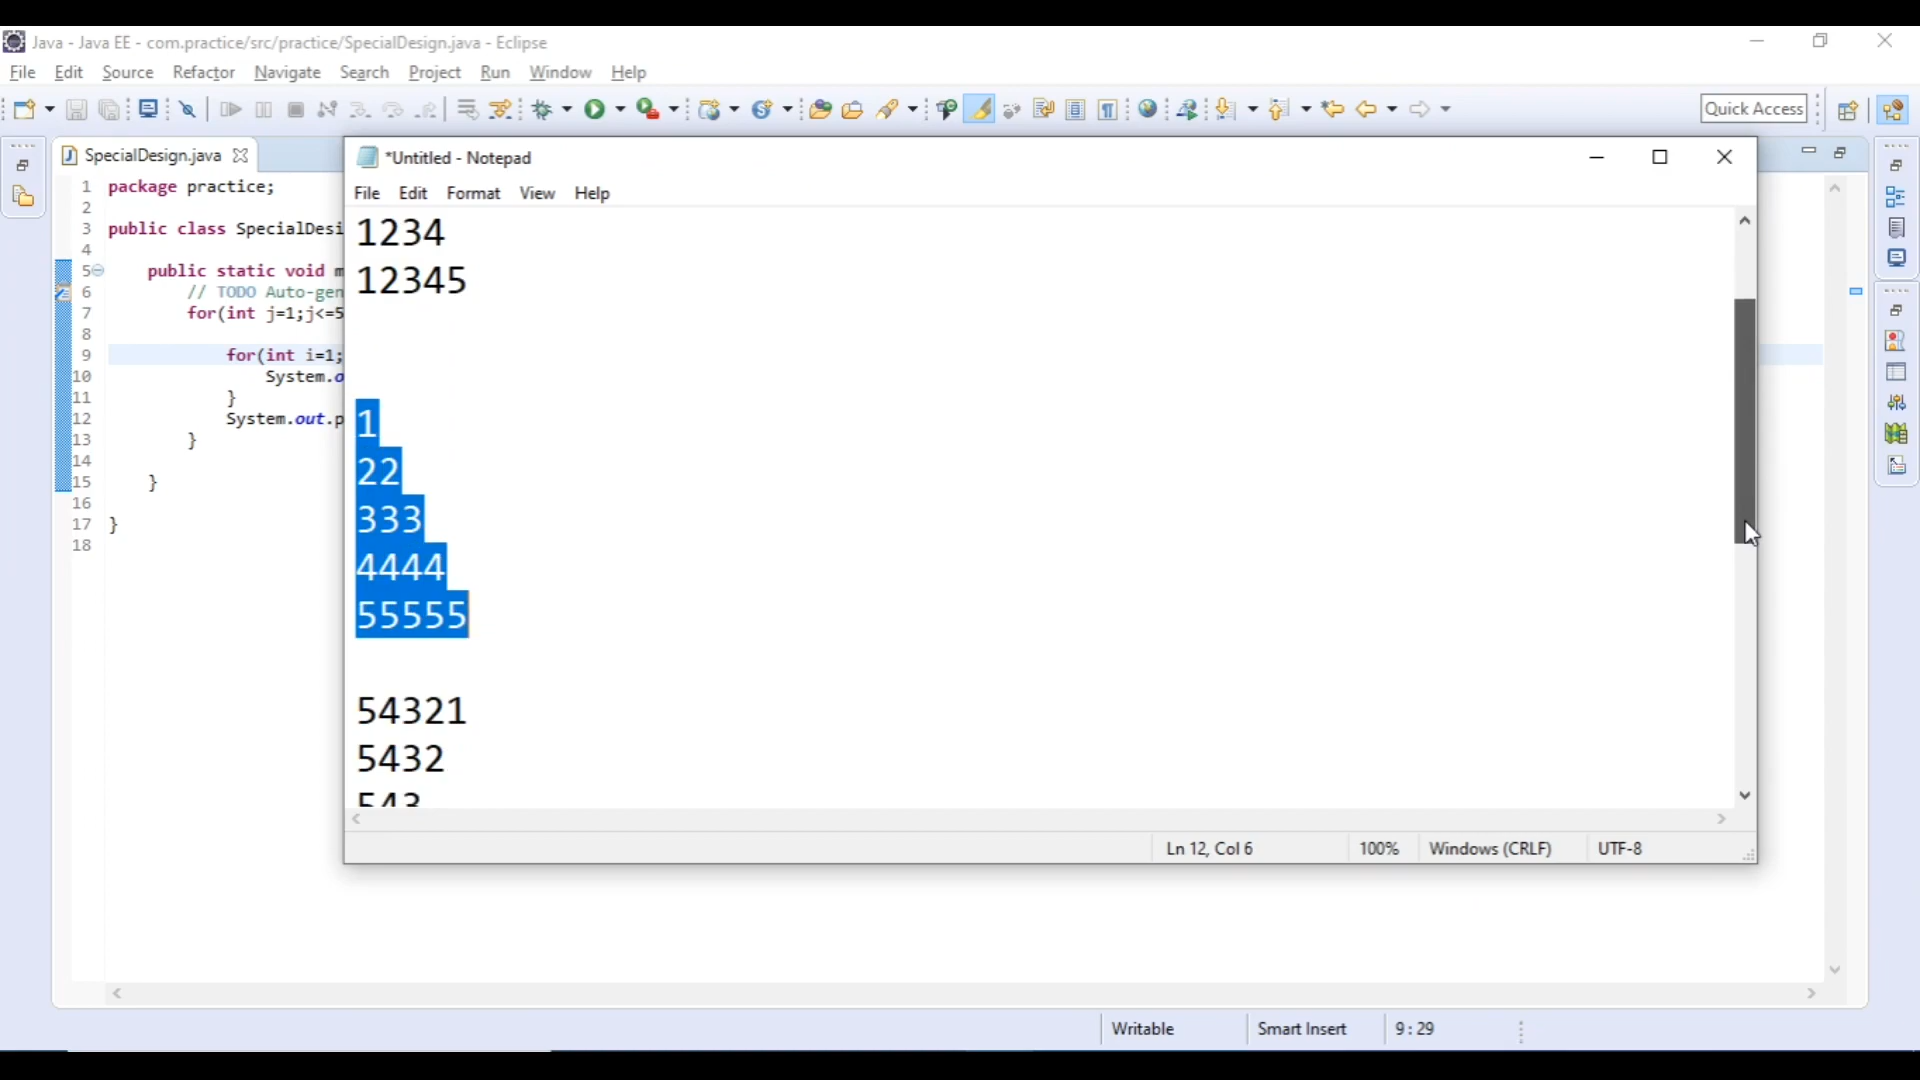 Java - Java EE - com.practice/src/practice/SpecialDesign.java - Eclipse
File Edit Source Refactor Navigate Search Project Run Window Help
Quick Access
SpecialDesign.java
1 package practice;
2
3 public class SpecialDesi
4
5 public static void m
6 // TODO Auto-gen
7 for(int j=1;j<=5
8
9 for(int i=1;
10 System.o
11 }
12 System.out.p
13 }
14
15 }
16
17 }
18
*Untitled - Notepad
File Edit Format View Help
1234
12345
1
22
333
4444
55555
54321
5432
543
Ln 12, Col 6 100% Windows (CRLF) UTF-8
Writable Smart Insert 9 : 29